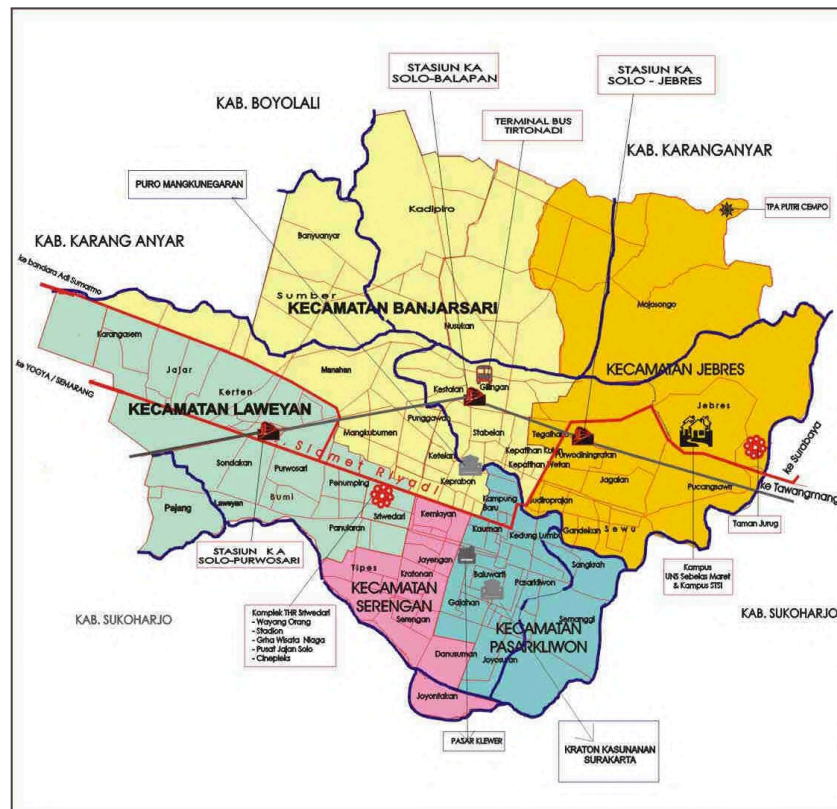 STASIUN KA
SOLO-BALAPAN
STASIUN KA
SOLO - JEBRES
KAB. BOYOLALI
TERMINAL BUS
TIRTONADI
KAB. KARANGANYAR
PURO MANGKUNEGARAN
TPA PUTRI CEMPO
Kadipiro
Banyuanyar
KAB. KARANG ANYAR
ke bandara Adi Sumarmo
Sumber
KECAMATAN BANJARSARI
Mojosongo
Nusukan
Karangasem
Manahan
KECAMATAN JEBRES
Jajar
ke YOGYA / SEMARANG
Kerten
Kestalan
Gilingan
Jebres
KECAMATAN LAWEYAN
Punggawan
Mangkubumen
Stabelan
Tegalharjo
ke Surabaya
Slamet Riyadi
Kepatihan Kulon
Purwodiningratan
Sondakan
Purwosari
Ketelan
Kepatihan Wetan
ke Tawangmangu
Keprabon
Jagalan
Pucangsawit
Pajang
Laweyan
Bumi
Penumping
Kampung
Baru
Judiroprajan
Sriwedari
Kemlayan
Kauman
Gandekan
Sewu
Taman Jurug
Panularan
Kedung Lumbu
STASIUN K A
SOLO-PURWOSARI
Jayengan
Sangkrah
Kampus
UNS Sebelas Maret
& Kampus STSI
Tipes
Kratonan
Baluwarti
Pasarkliwon
KECAMATAN
SERENGAN
Gajahan
KAB. SUKOHARJO
Komplek THR Sriwedari
- Wayang Orang
- Stadion
- Grha Wisata Niaga
- Pusat Jajan Solo
- Cinepleks
Serengan
Semanggi
KAB. SUKOHARJO
KECAMATAN
PASARKLIWON
Danusuman
Joyosuran
Joyontakan
PASAR KLEWER
KRATON KASUNANAN
SURAKARTA